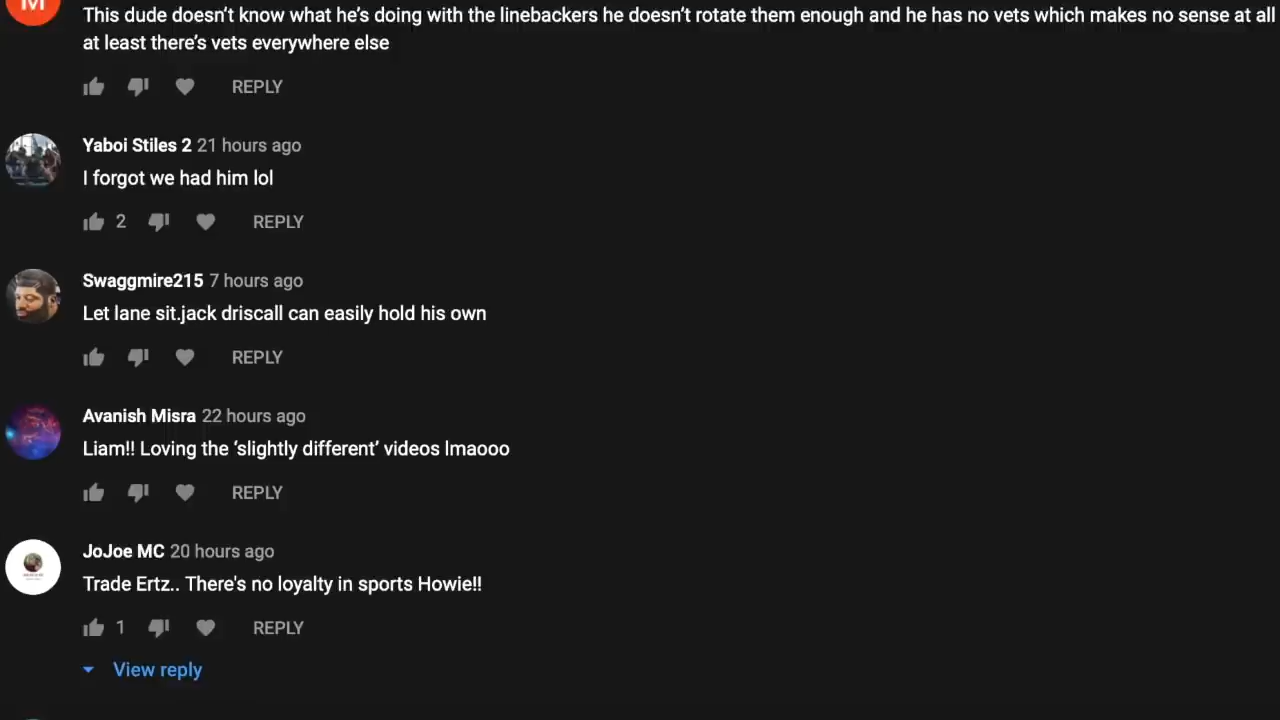 M
This dude doesn’t know what he’s doing with the linebackers he doesn’t rotate them enough and he has no vets which makes no sense at all
at least there’s vets everywhere else
REPLY
Yaboi Stiles 2 21 hours ago
I forgot we had him lol
2 REPLY
Swaggmire215 7 hours ago
Let lane sit.jack driscall can easily hold his own
REPLY
Avanish Misra 22 hours ago
Liam!! Loving the ‘slightly different’ videos lmaooo
REPLY
JoJoe MC 20 hours ago
Trade Ertz.. There's no loyalty in sports Howie!!
1 REPLY
View reply